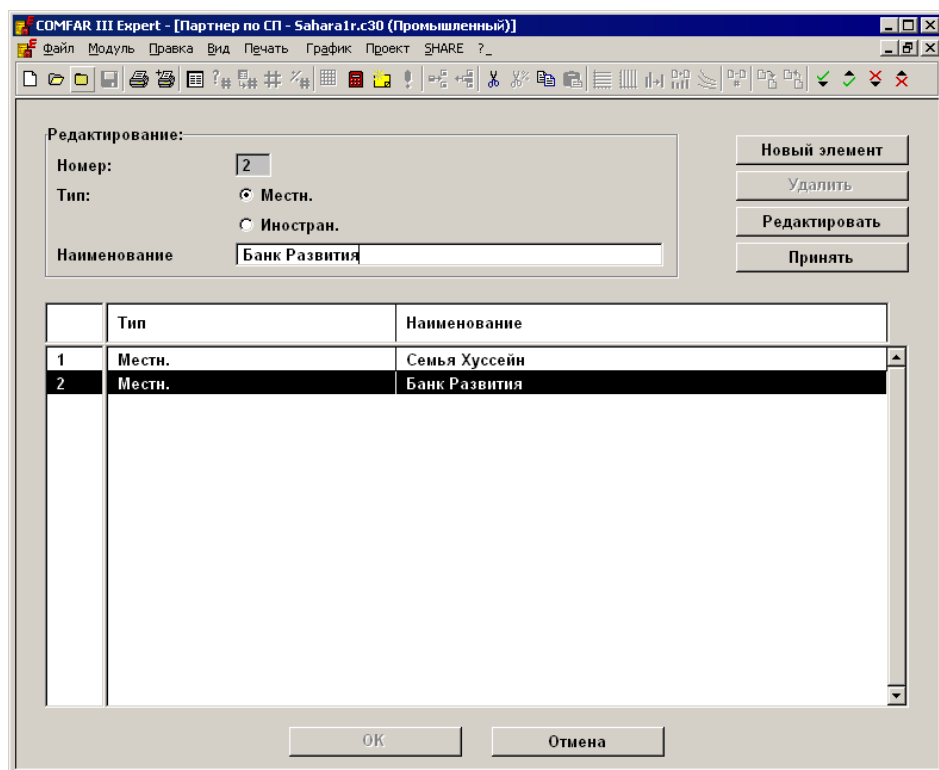 COMFAR III Expert - [Партнер по СП - Sahara1r.c30 (Промышленный)]
Файл Модуль Правка Вид Печать График Проект SHARE ?_
Редактирование:
Номер: 2
Тип: Местн.
Иностран.
Наименование Банк Развития
Новый элемент
Удалить
Редактировать
Принять
Тип Наименование
1 Местн. Семья Хуссейн
2 Местн. Банк Развития
OK Отмена